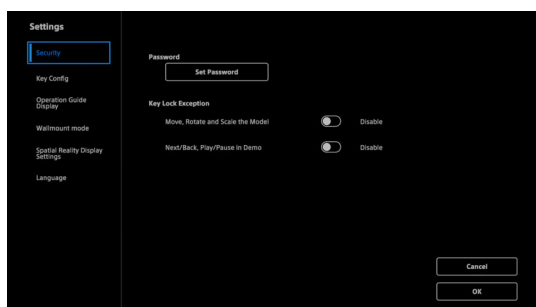 Settings
Security
Key Config
Operation Guide
Display
Wallmount mode
Spatial Reality Display
Settings
Language
Password
Set Password
Key Lock Exception
Move, Rotate and Scale the Model
Disable
Next/Back, Play/Pause in Demo
Disable
Cancel
OK